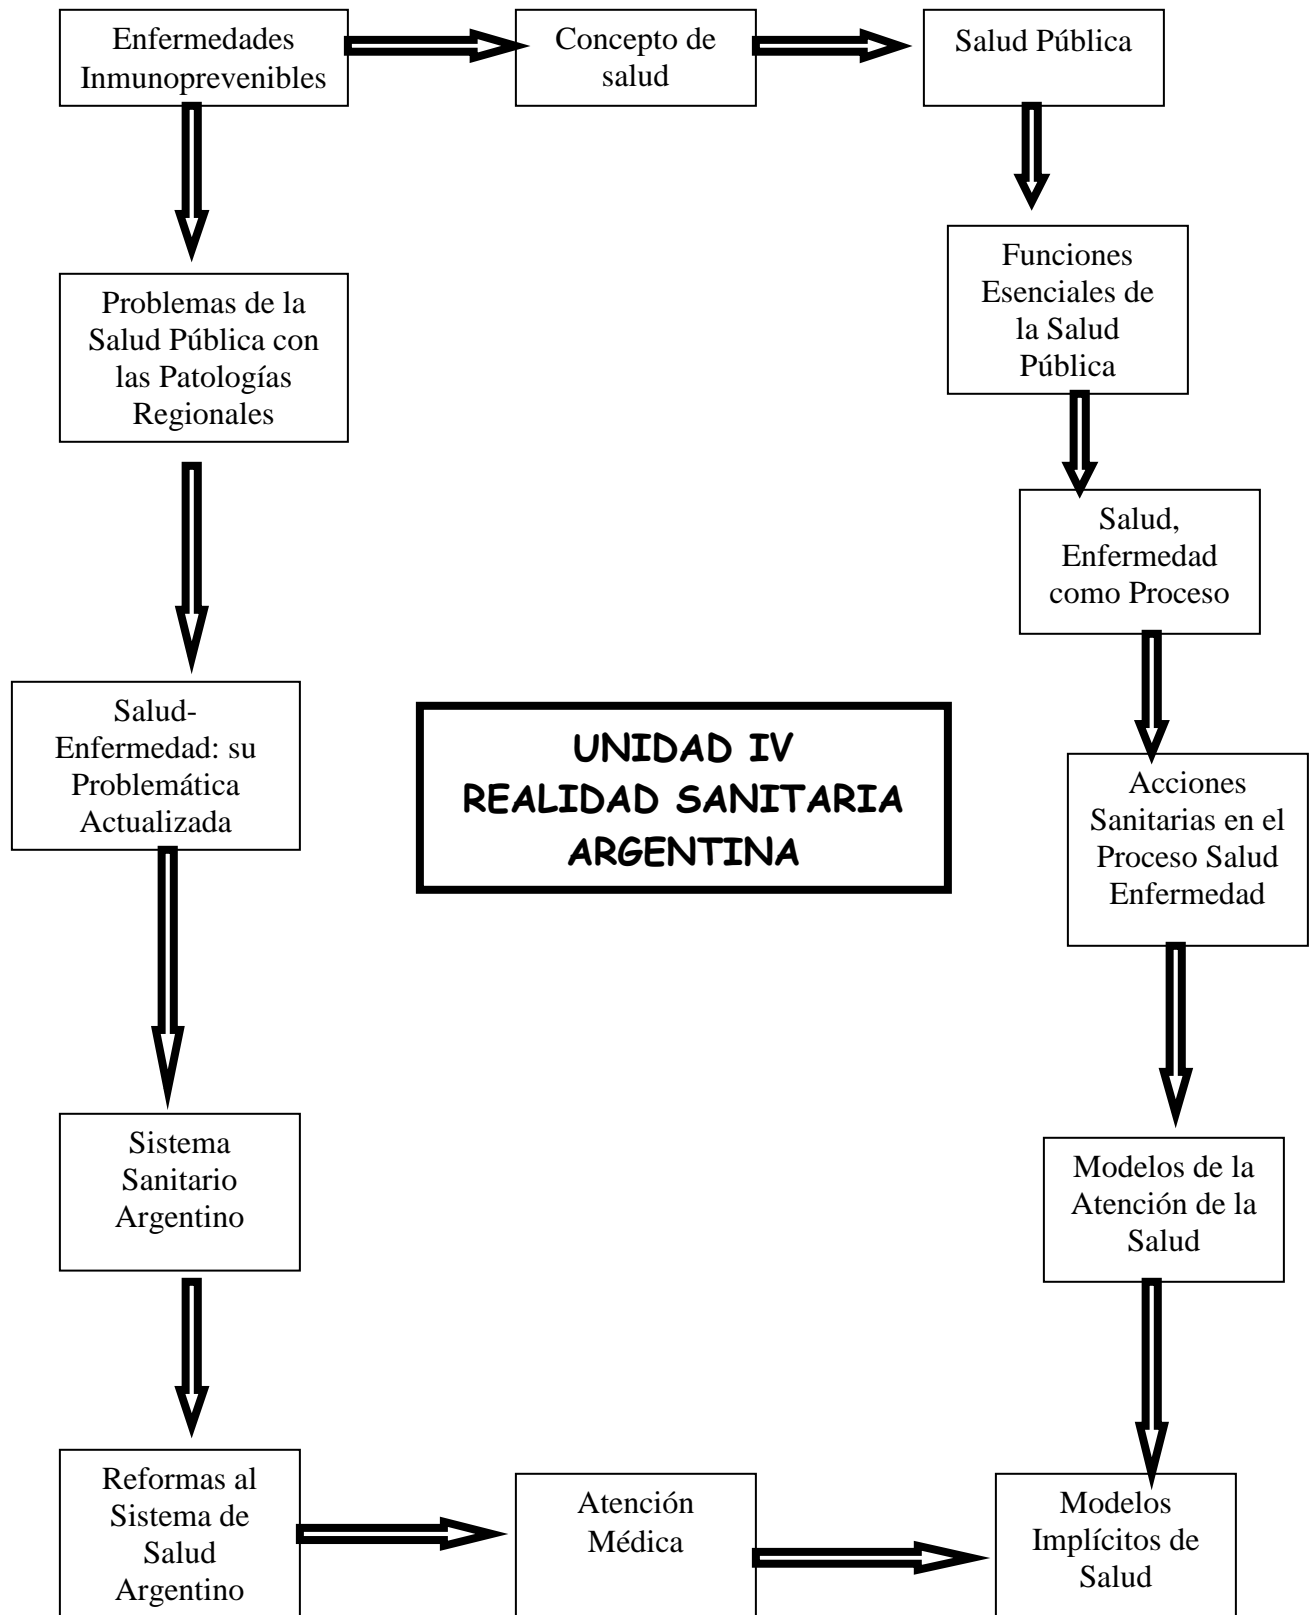 Enfermedades
Inmunoprevenibles
Concepto de
salud
Salud Pública
Funciones
Esenciales de
la Salud
Pública
Problemas de la
Salud Pública con
las Patologías
Regionales
Salud,
Enfermedad
como Proceso
Salud-
Enfermedad: su
Problemática
Actualizada
UNIDAD IV
REALIDAD SANITARIA
ARGENTINA
Acciones
Sanitarias en el
Proceso Salud
Enfermedad
Sistema
Sanitario
Argentino
Modelos de la
Atención de la
Salud
Reformas al
Sistema de
Salud
Argentino
Atención
Médica
Modelos
Implícitos de
Salud